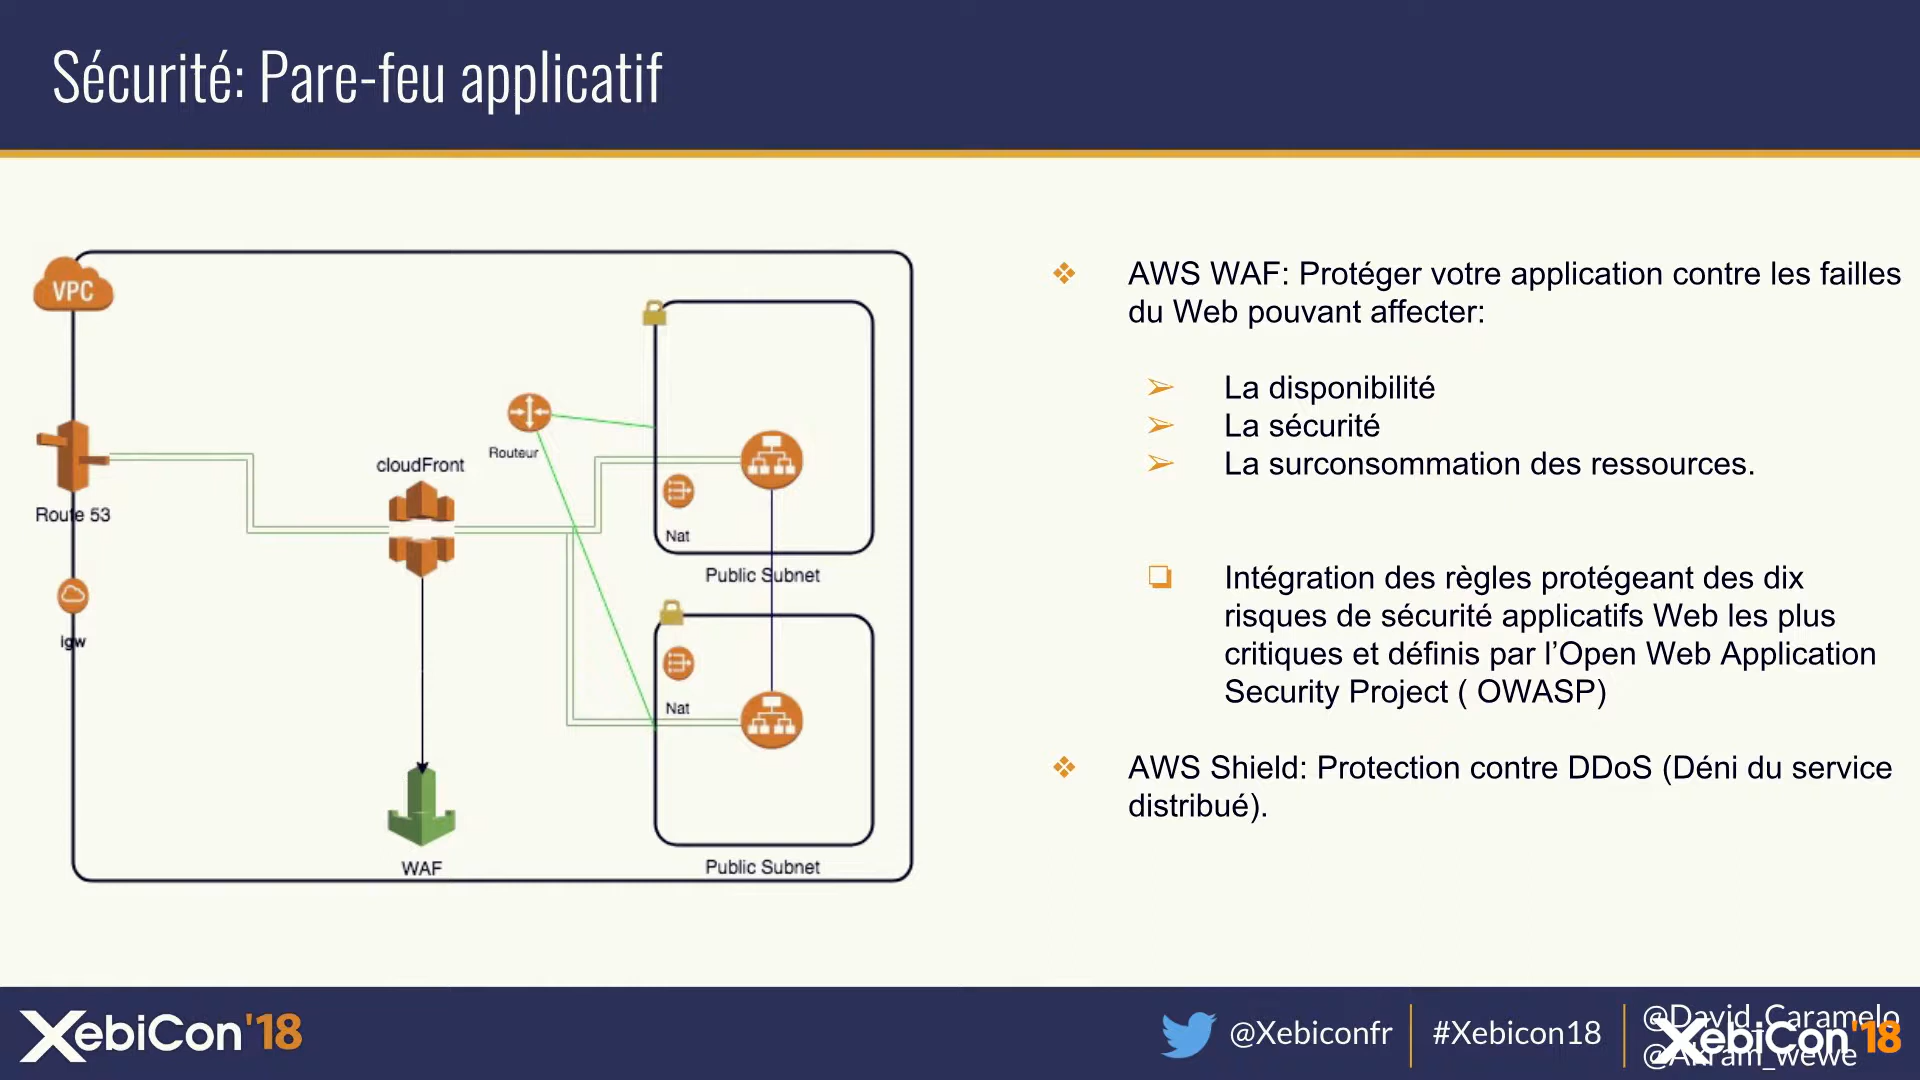 Sécurité: Pare-feu applicatif
VPC
Route 53
igw
cloudFront
Routeur
Nat
Public Subnet
Nat
Public Subnet
WAF
AWS WAF: Protéger votre application contre les failles
du Web pouvant affecter:
La disponibilité
La sécurité
La surconsommation des ressources.
Intégration des règles protégeant des dix
risques de sécurité applicatifs Web les plus
critiques et définis par l’Open Web Application
Security Project ( OWASP)
AWS Shield: Protection contre DDoS (Déni du service
distribué).
XebiCon'18
@Xebiconfr
#Xebicon18
@David_Caramelo
@Akram_wewe
XebiCon'18